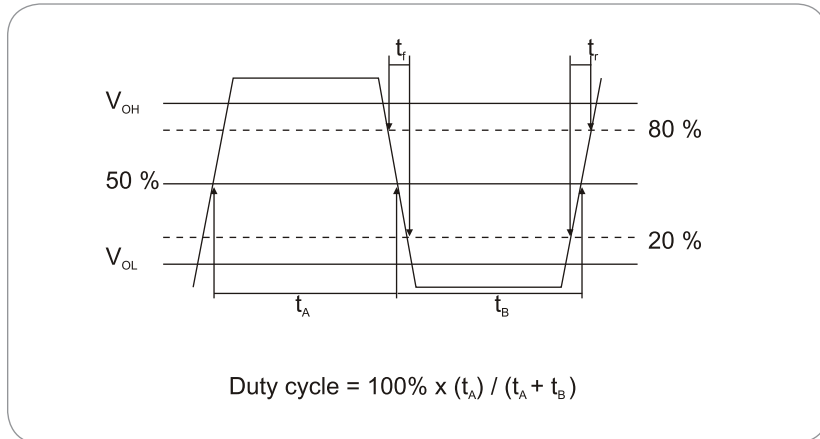 t_f t_r
V_OH
80 %
50 %
20 %
V_OL
t_A t_B
Duty cycle = 100% x (t_A) / (t_A + t_B)